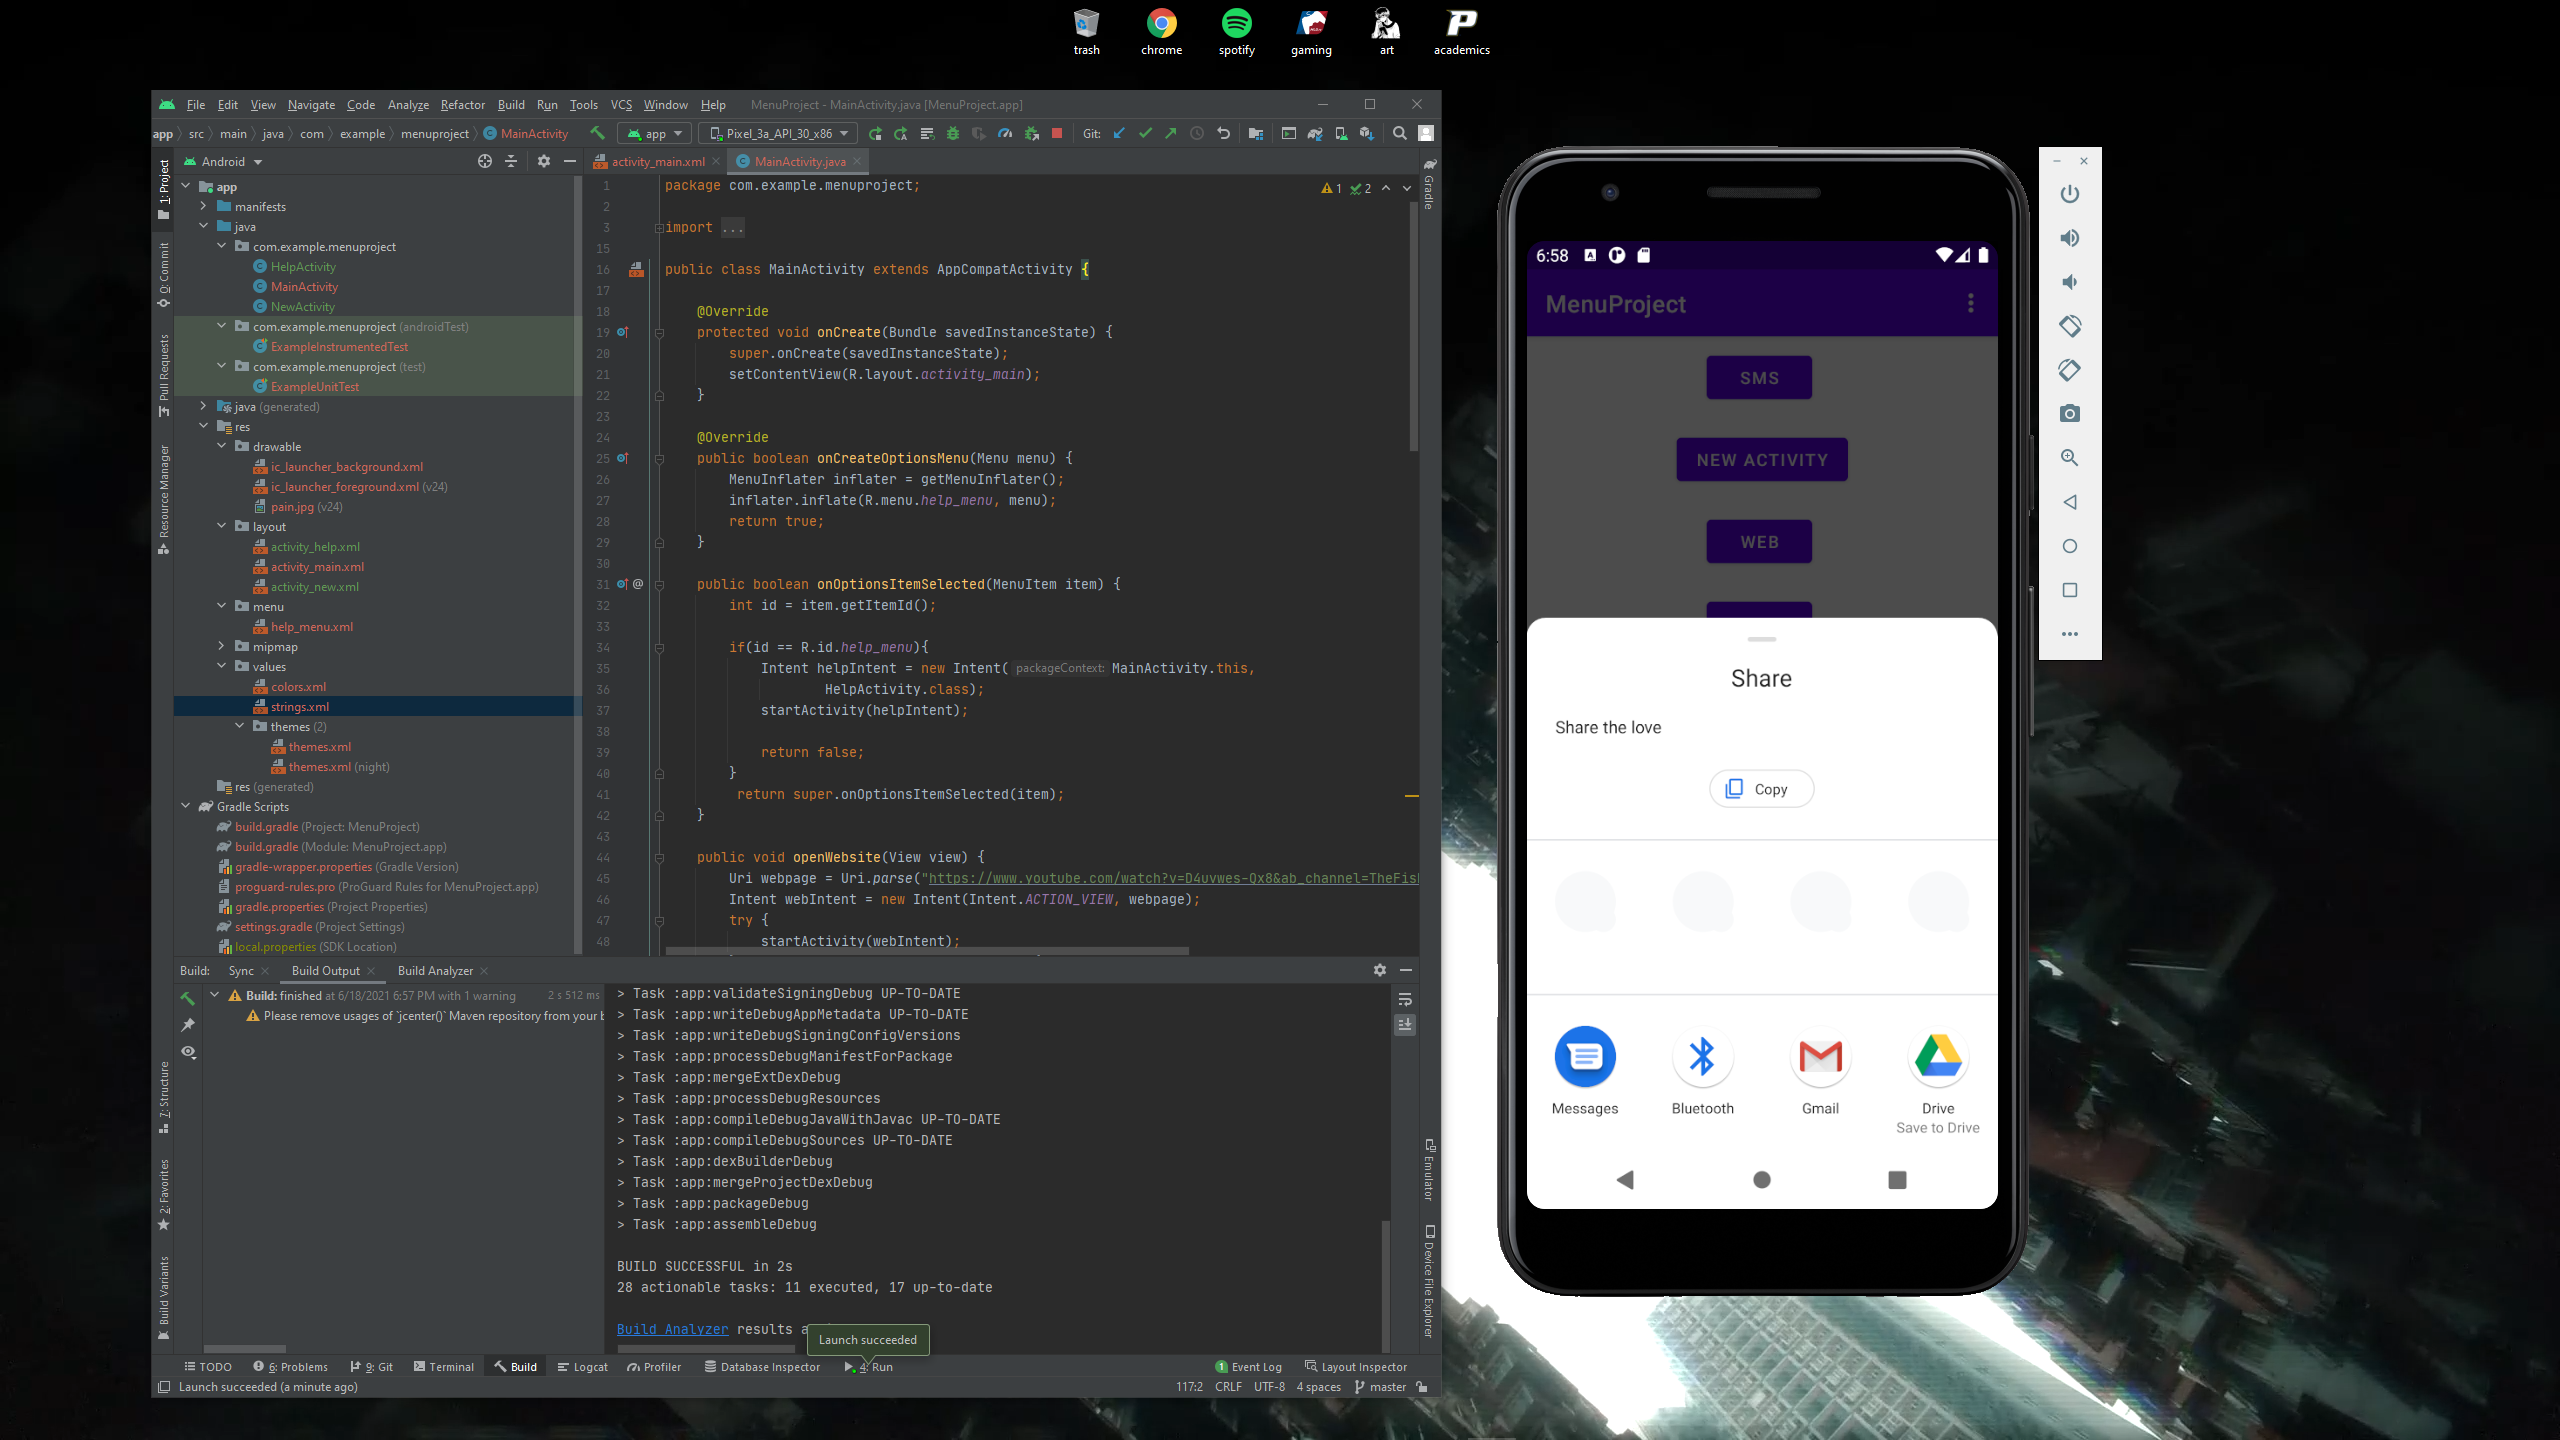 trash
chrome
spotify
gaming
art
academics
File Edit View Navigate Code Analyze Refactor Build Run Tools VCS Window Help MenuProject - MainActivity.java [MenuProject.app]
app src main java com example menuproject MainActivity app Pixel_3a_API_30_x86 Git:
Android
activity_main.xml MainActivity.java
1: Project
0: Commit
Pull Requests
Resource Manager
7: Structure
2: Favorites
Build Variants
app
manifests
java
com.example.menuproject
HelpActivity
MainActivity
NewActivity
com.example.menuproject (androidTest)
ExampleInstrumentedTest
com.example.menuproject (test)
ExampleUnitTest
java (generated)
res
drawable
ic_launcher_background.xml
ic_launcher_foreground.xml (v24)
pain.jpg (v24)
layout
activity_help.xml
activity_main.xml
activity_new.xml
menu
help_menu.xml
mipmap
values
colors.xml
strings.xml
themes (2)
themes.xml
themes.xml (night)
res (generated)
Gradle Scripts
build.gradle (Project: MenuProject)
build.gradle (Module: MenuProject.app)
gradle-wrapper.properties (Gradle Version)
proguard-rules.pro (ProGuard Rules for MenuProject.app)
gradle.properties (Project Properties)
settings.gradle (Project Settings)
local.properties (SDK Location)
1 package com.example.menuproject;
2
3 import ...
15
16 public class MainActivity extends AppCompatActivity {
17
18 @Override
19 protected void onCreate(Bundle savedInstanceState) {
20 super.onCreate(savedInstanceState);
21 setContentView(R.layout.activity_main);
22 }
23
24 @Override
25 public boolean onCreateOptionsMenu(Menu menu) {
26 MenuInflater inflater = getMenuInflater();
27 inflater.inflate(R.menu.help_menu, menu);
28 return true;
29 }
30
31 @ public boolean onOptionsItemSelected(MenuItem item) {
32 int id = item.getItemId();
33
34 if(id == R.id.help_menu){
35 Intent helpIntent = new Intent( packageContext: MainActivity.this,
36 HelpActivity.class);
37 startActivity(helpIntent);
38
39 return false;
40 }
41 return super.onOptionsItemSelected(item);
42 }
43
44 public void openWebsite(View view) {
45 Uri webpage = Uri.parse("https://www.youtube.com/watch?v=D4uvwes-Qx8&ab_channel=TheFis
46 Intent webIntent = new Intent(Intent.ACTION_VIEW, webpage);
47 try {
48 startActivity(webIntent);
1 2
Gradle
Emulator
Device File Explorer
Build: Sync Build Output Build Analyzer
Build: finished at 6/18/2021 6:57 PM with 1 warning 2 s 512 ms
Please remove usages of `jcenter()` Maven repository from your b
> Task :app:validateSigningDebug UP-TO-DATE
> Task :app:writeDebugAppMetadata UP-TO-DATE
> Task :app:writeDebugSigningConfigVersions
> Task :app:processDebugManifestForPackage
> Task :app:mergeExtDexDebug
> Task :app:processDebugResources
> Task :app:compileDebugJavaWithJavac UP-TO-DATE
> Task :app:compileDebugSources UP-TO-DATE
> Task :app:dexBuilderDebug
> Task :app:mergeProjectDexDebug
> Task :app:packageDebug
> Task :app:assembleDebug
BUILD SUCCESSFUL in 2s
28 actionable tasks: 11 executed, 17 up-to-date
Build Analyzer results a
Launch succeeded
TODO 6: Problems 9: Git Terminal Build Logcat Profiler Database Inspector 4: Run 1 Event Log Layout Inspector
Launch succeeded (a minute ago) 117:2 CRLF UTF-8 4 spaces master
6:58
MenuProject
SMS
NEW ACTIVITY
WEB
Share
Share the love
Copy
Messages
Bluetooth
Gmail
Drive
Save to Drive